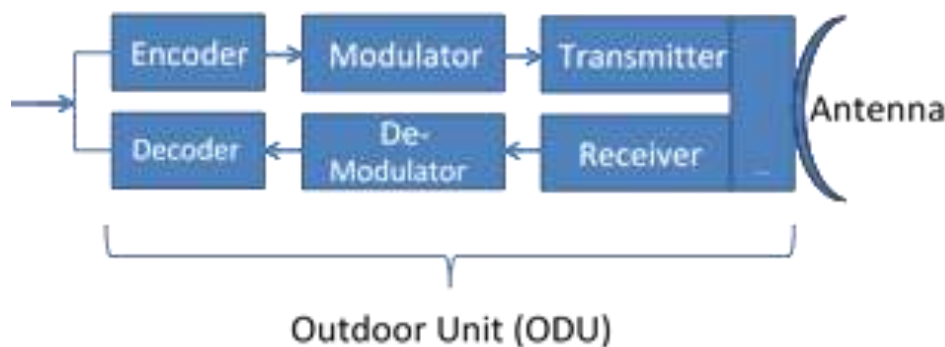 Encoder
Modulator
Transmitter
Antenna
Decoder
De-
Modulator
Receiver
Outdoor Unit (ODU)